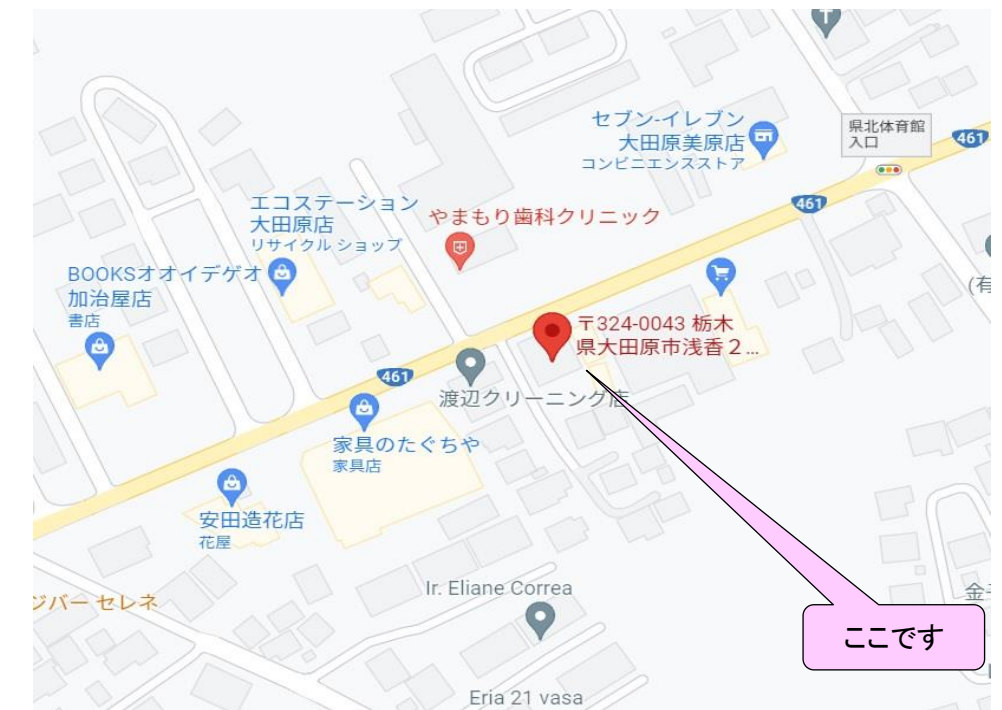 セブン-イレブン
大田原美原店
コンビニエンスストア
県北体育館
入口
461
461
エコステーション
大田原店
リサイクル ショップ
やまもり歯科クリニック
BOOKSオオイデゲオ
加治屋店
書店
(有
〒324-0043 栃木
県大田原市浅香２...
461
渡辺クリーニング店
家具のたぐちや
家具店
安田造花店
花屋
Ir. Eliane Correa
ジバー セレネ
ここです
Eria 21 vasa